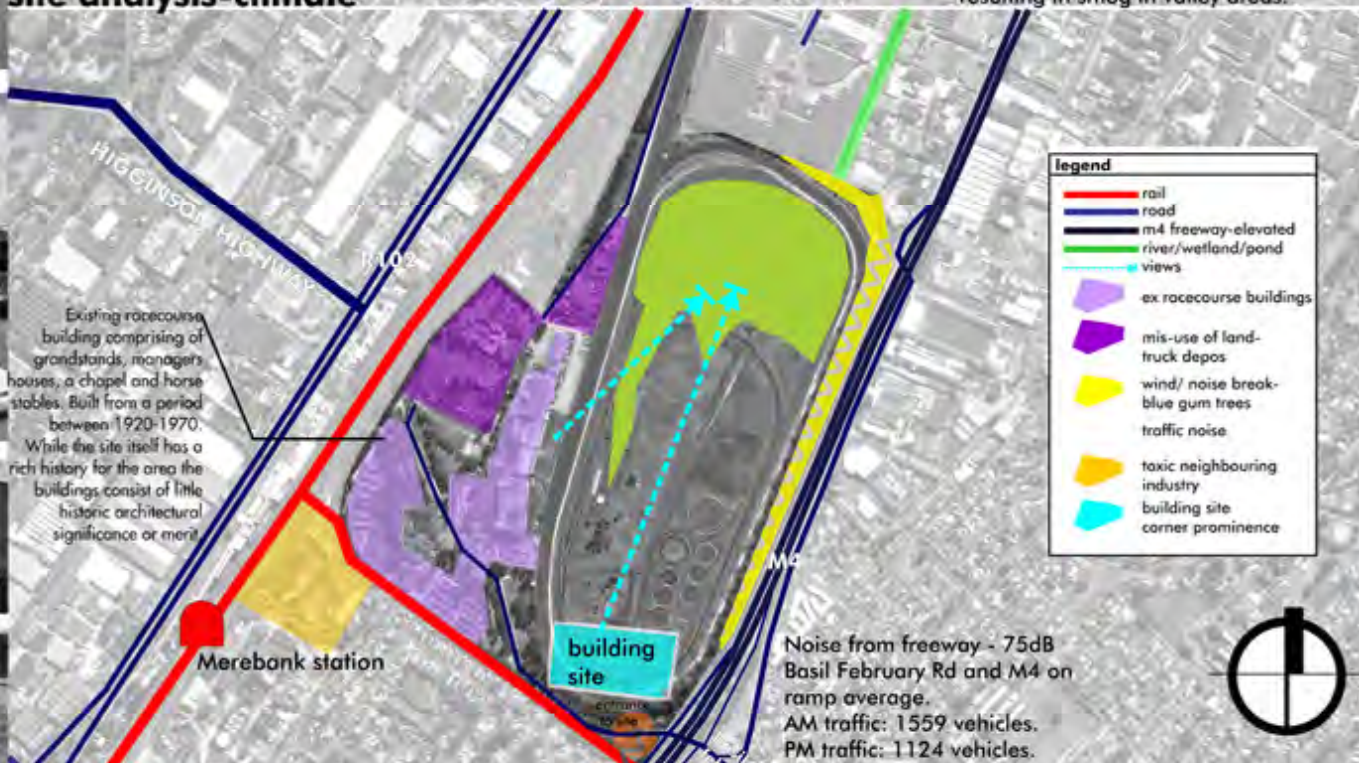 site analysis-climate
resulting in smog in valley areas.
HIGGINSON HIGHWAY
R102
legend
rail
road
m4 freeway-elevated
river/wetland/pond
views
ex racecourse buildings
mis-use of land-
truck depos
wind/ noise break-
blue gum trees
traffic noise
toxic neighbouring
industry
building site
corner prominence
Existing racecourse
building comprising of
grandstands, managers
houses, a chapel and horse
stables. Built from a period
between 1920-1970.
While the site itself has a
rich history for the area the
buildings consist of little
historic architectural
significance or merit.
M4
Merebank station
building
site
entrance
to site
Noise from freeway - 75dB
Basil February Rd and M4 on
ramp average.
AM traffic: 1559 vehicles.
PM traffic: 1124 vehicles.